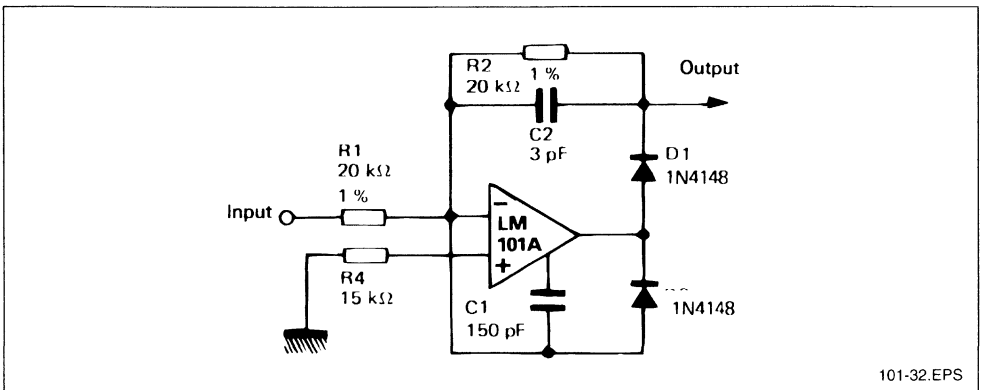 R2
20 kΩ
1 %
Output
C2
3 pF
D1
1N4148
R1
20 kΩ
1 %
Input
−
LM
101A
+
R4
15 kΩ
C1
150 pF
1N4148
101-32.EPS